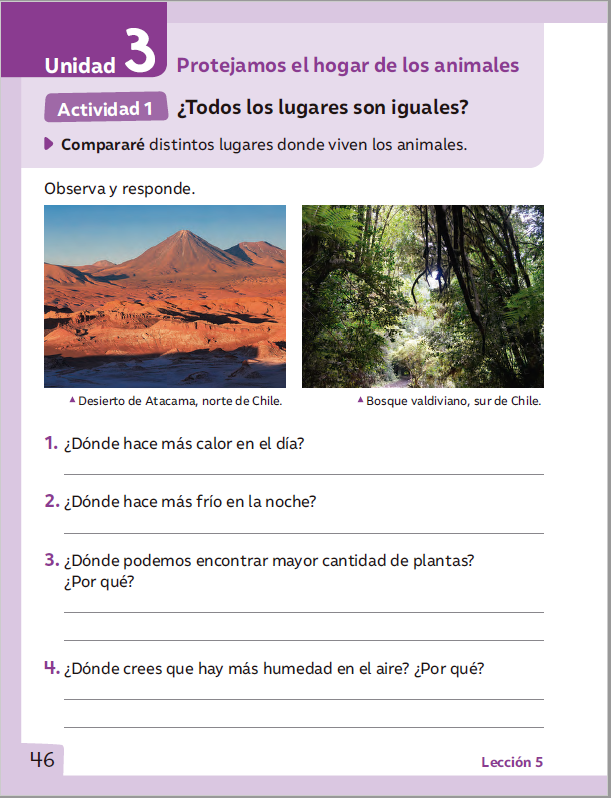 Unidad 3 Protejamos el hogar de los animales
Actividad 1 ¿Todos los lugares son iguales?
Compararé distintos lugares donde viven los animales.
Observa y responde.
Desierto de Atacama, norte de Chile.
Bosque valdiviano, sur de Chile.
1. ¿Dónde hace más calor en el día?
2. ¿Dónde hace más frío en la noche?
3. ¿Dónde podemos encontrar mayor cantidad de plantas?
¿Por qué?
4. ¿Dónde crees que hay más humedad en el aire? ¿Por qué?
46
Lección 5